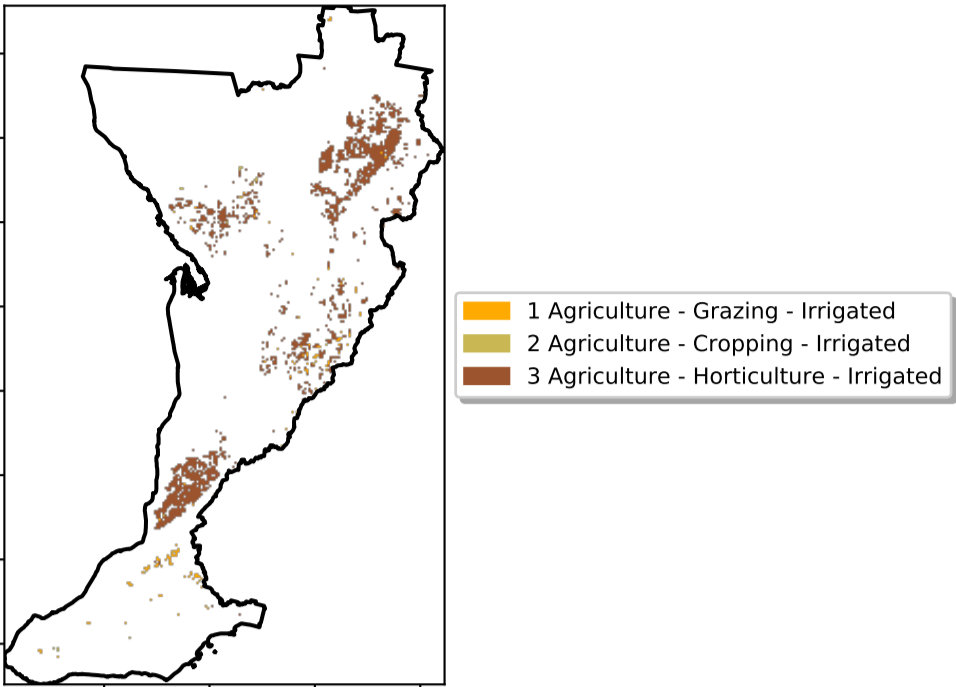 1 Agriculture - Grazing - Irrigated
2 Agriculture - Cropping - Irrigated
3 Agriculture - Horticulture - Irrigated